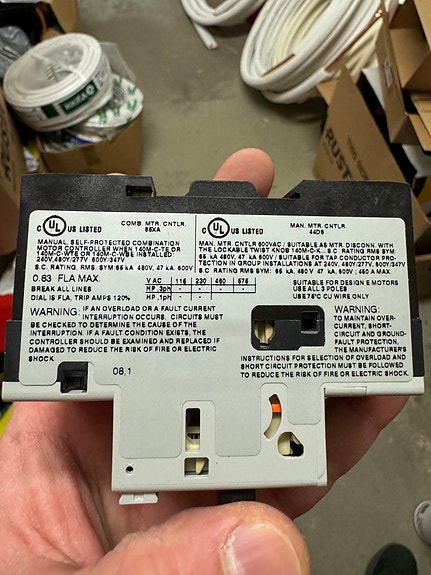 UL
C US LISTED
COMB. MTR. CNTLR.
65XA
MANUAL, SELF-PROTECTED COMBINATION
MOTOR CONTROLLER WHEN 140M-C-TE OR
140M-C-WTE OR 140M-C-WBE INSTALLED
240V,480V/277V, 600Y/347V
S.C. RATING RMS SYM: 65 kA 480V, 47 kA, 600V
0.63 FLA MAX.
BREAK ALL LINES
DIAL IS FLA, TRIP AMPS 120%
V AC 115 230 460 575
HP .3ph - - - -
HP .1ph - - - -
WARNING: IF AN OVERLOAD OR A FAULT CURRENT
INTERRUPTION OCCURS, CIRCUITS MUST
BE CHECKED TO DETERMINE THE CAUSE OF THE
INTERRUPTION. IF A FAULT CONDITION EXISTS, THE
CONTROLLER SHOULD BE EXAMINED AND REPLACED IF
DAMAGED TO REDUCE THE RISK OF FIRE OR ELECTRIC
SHOCK.
08.1
UL
C US LISTED
MAN. MTR. CNTLR.
44D6
MAN. MTR. CNTLR 600VAC / SUITABLE AS MTR. DISCONN. WITH
THE LOCKABLE TWIST KNOB 140M-C-K... S.C. RATING RMS SYM:
65 kA 480V, 47 kA 600V / SUITABLE FOR TAP CONDUCTOR PRO-
TECTION IN GROUP INSTALLATIONS AT 240V, 480Y/277V, 600Y/347V
S.C. RATING RMS SYM: 65 kA, 480V 47 kA, 600V ; 450 A MAX.
SUITABLE FOR DESIGN E MOTORS
USE ALL 3 POLES
USE 75°C CU WIRE ONLY
WARNING:
TO MAINTAIN OVER-
CURRENT, SHORT-
CIRCUIT AND GROUND-
FAULT PROTECTION,
THE MANUFACTURER'S
INSTRUCTIONS FOR SELECTION OF OVERLOAD AND
SHORT CIRCUIT PROTECTION MUST BE FOLLOWED
TO REDUCE THE RISK OF FIRE OR ELECTRIC SHOCK.